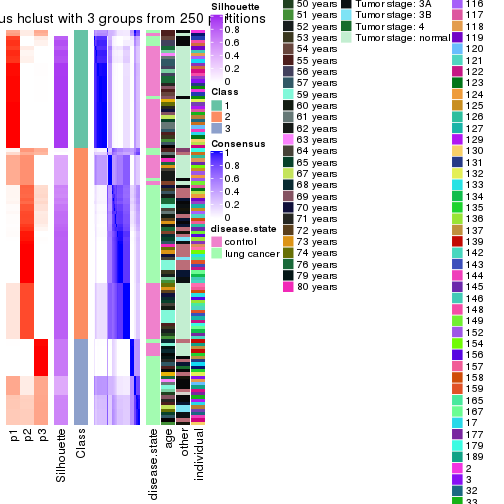 us hclust with 3 groups from 250 partitions
Silhouette
1
0.8
0.6
0.4
0.2
0
Class
1
2
3
Consensus
1
0.8
0.6
0.4
0.2
0
disease.state
control
lung cancer
50 years
51 years
52 years
53 years
54 years
55 years
56 years
57 years
59 years
60 years
61 years
62 years
63 years
64 years
65 years
67 years
68 years
69 years
70 years
71 years
72 years
73 years
74 years
76 years
79 years
80 years
Tumor stage: 3A
Tumor stage: 3B
Tumor stage: 4
Tumor stage: normal
116
117
118
119
120
121
122
123
124
125
126
127
129
130
131
132
133
134
135
136
137
139
142
143
144
145
146
148
149
152
154
156
157
158
159
165
167
17
177
179
189
2
3
32
33
p1
p2
p3
Silhouette
Class
disease.state
age
other
individual